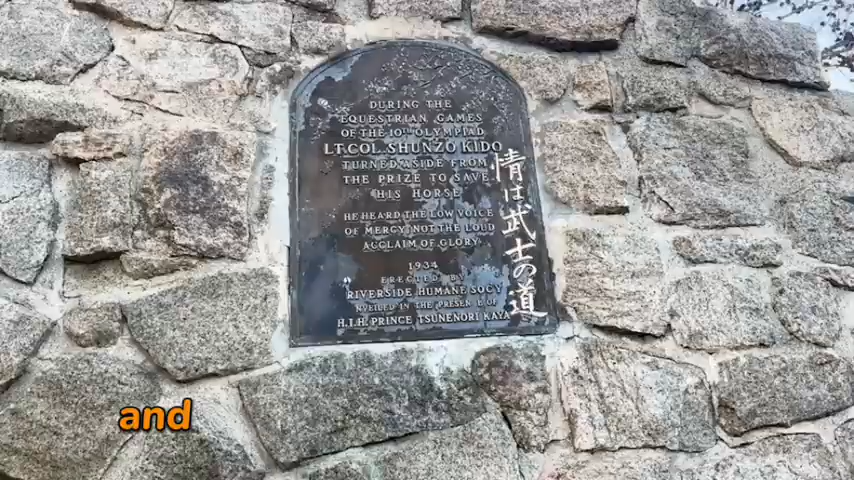 DURING THE
EQUESTRIAN GAMES
OF THE 10TH OLYMPIAD
LT.COL.SHUNZO KIDO
TURNED ASIDE FROM
THE PRIZE TO SAVE
HIS HORSE
HE HEARD THE LOW VOICE
OF MERCY, NOT THE LOUD
ACCLAIM OF GLORY
1934
ERECTED BY
RIVERSIDE HUMANE SOCY
UNVEILED IN THE PRESENCE OF
H.I.H. PRINCE TSUNENORI KAYA
情は武士の道
and